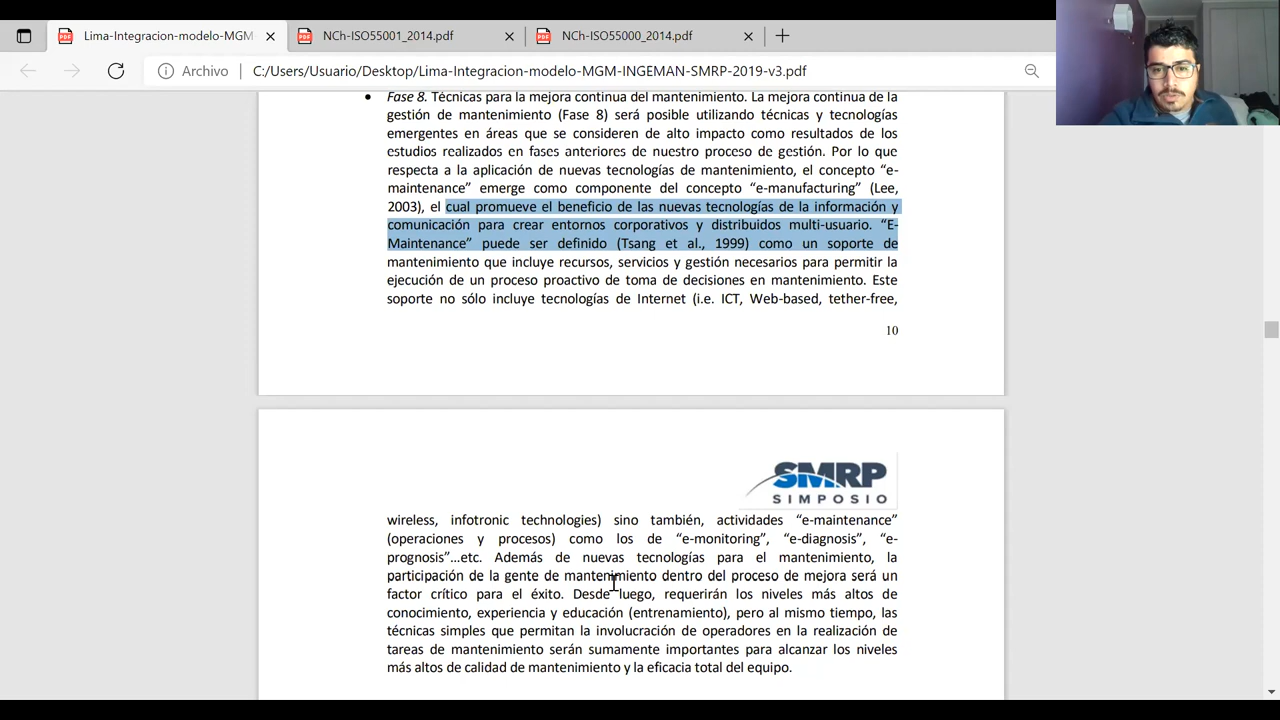 Lima-Integracion-modelo-MGM
NCh-ISO55001_2014.pdf
NCh-ISO55000_2014.pdf
Archivo
C:/Users/Usuario/Desktop/Lima-Integracion-modelo-MGM-INGEMAN-SMRP-2019-v3.pdf
• Fase 8. Técnicas para la mejora continua del mantenimiento. La mejora continua de la
gestión de mantenimiento (Fase 8) será posible utilizando técnicas y tecnologías
emergentes en áreas que se consideren de alto impacto como resultados de los
estudios realizados en fases anteriores de nuestro proceso de gestión. Por lo que
respecta a la aplicación de nuevas tecnologías de mantenimiento, el concepto “e-
maintenance” emerge como componente del concepto “e-manufacturing” (Lee,
2003), el cual promueve el beneficio de las nuevas tecnologías de la información y
comunicación para crear entornos corporativos y distribuidos multi-usuario. “E-
Maintenance” puede ser definido (Tsang et al., 1999) como un soporte de
mantenimiento que incluye recursos, servicios y gestión necesarios para permitir la
ejecución de un proceso proactivo de toma de decisiones en mantenimiento. Este
soporte no sólo incluye tecnologías de Internet (i.e. ICT, Web-based, tether-free,
10
SMRP
SIMPOSIO
wireless, infotronic technologies) sino también, actividades “e-maintenance”
(operaciones y procesos) como los de “e-monitoring”, “e-diagnosis”, “e-
prognosis”…etc. Además de nuevas tecnologías para el mantenimiento, la
participación de la gente de mantenimiento dentro del proceso de mejora será un
factor crítico para el éxito. Desde luego, requerirán los niveles más altos de
conocimiento, experiencia y educación (entrenamiento), pero al mismo tiempo, las
técnicas simples que permitan la involucración de operadores en la realización de
tareas de mantenimiento serán sumamente importantes para alcanzar los niveles
más altos de calidad de mantenimiento y la eficacia total del equipo.